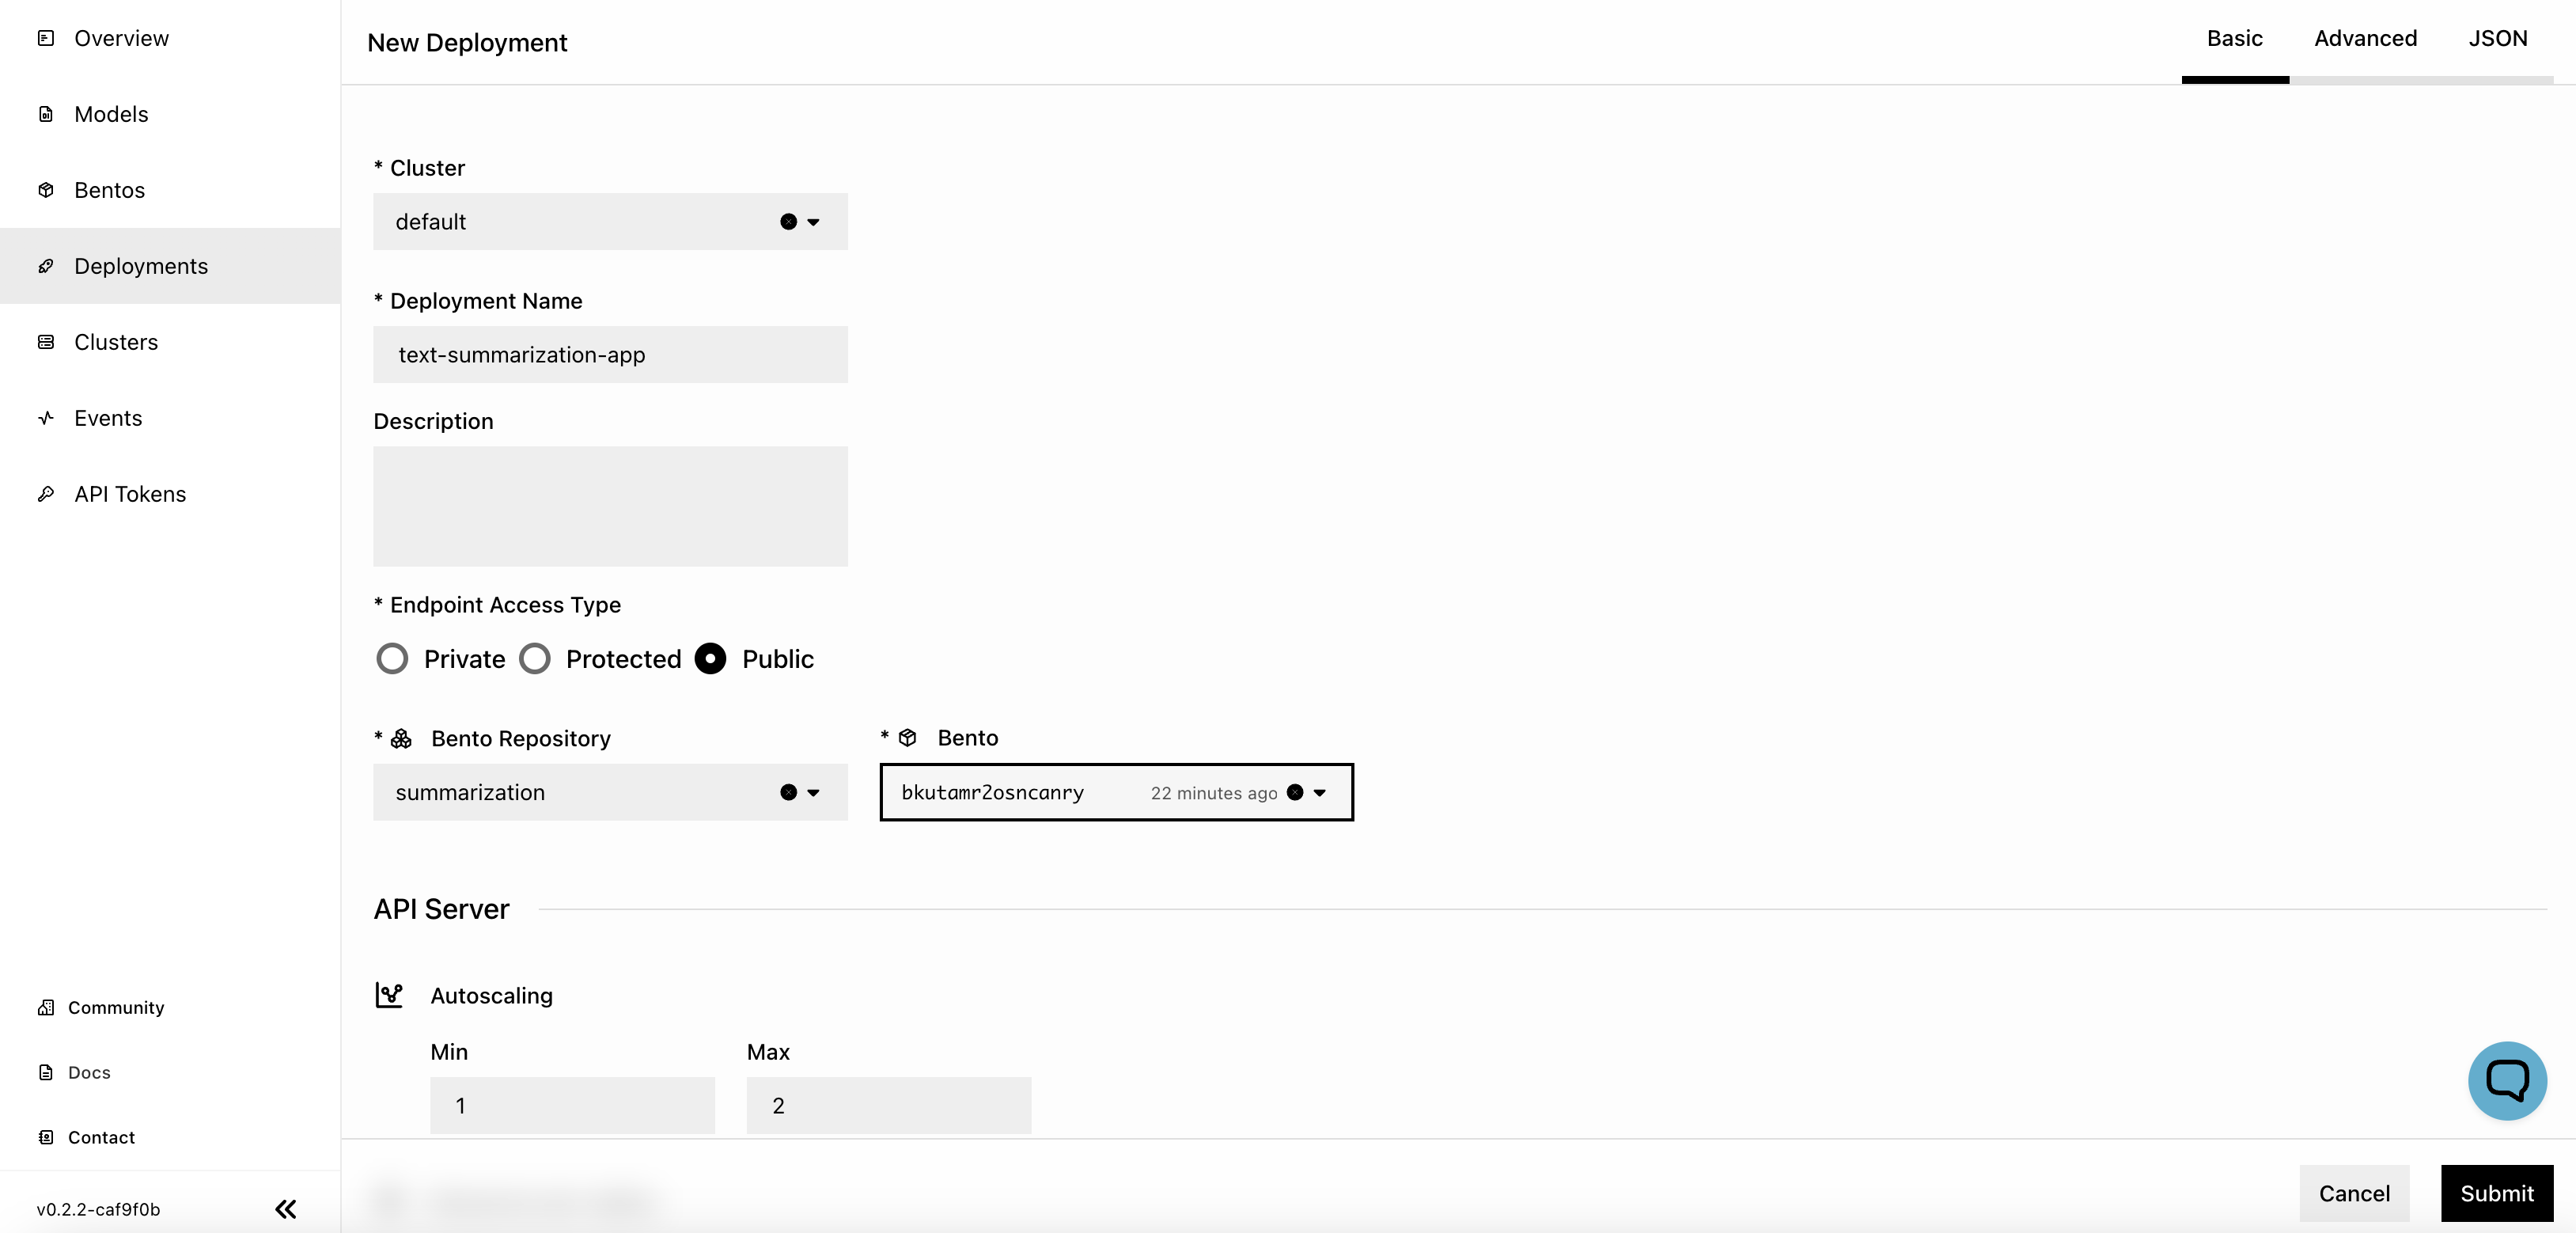 Overview
Models
Bentos
Deployments
Clusters
Events
API Tokens
Community
Docs
Contact
v0.2.2-caf9f0b
New Deployment
Basic Advanced JSON
* Cluster
default
* Deployment Name
text-summarization-app
Description
* Endpoint Access Type
Private Protected Public
* Bento Repository * Bento
summarization bkutamr2osncanry 22 minutes ago
API Server
Autoscaling
Min Max
1 2
Cancel Submit